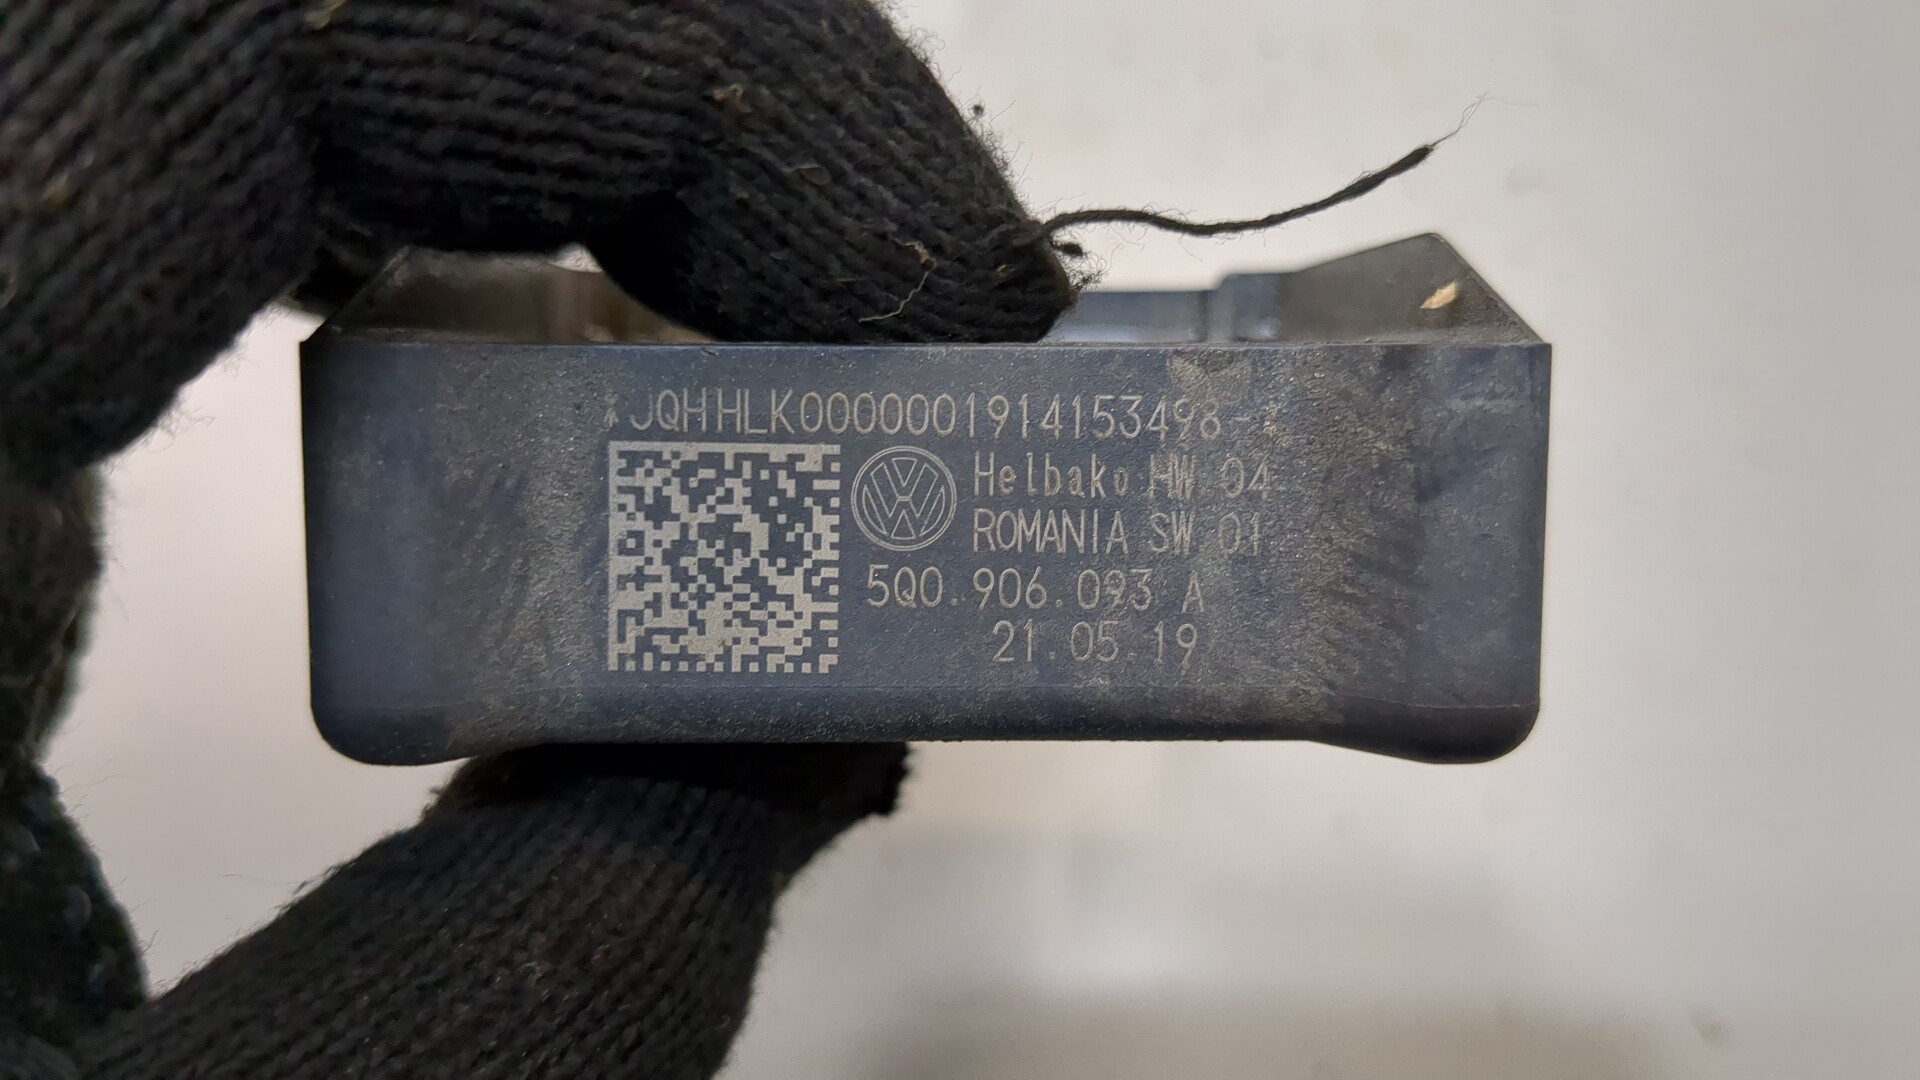 *JQHHLK0000001914153498-*
Helbako HW 04
ROMANIA SW 01
5Q0.906.093 A
21.05.19